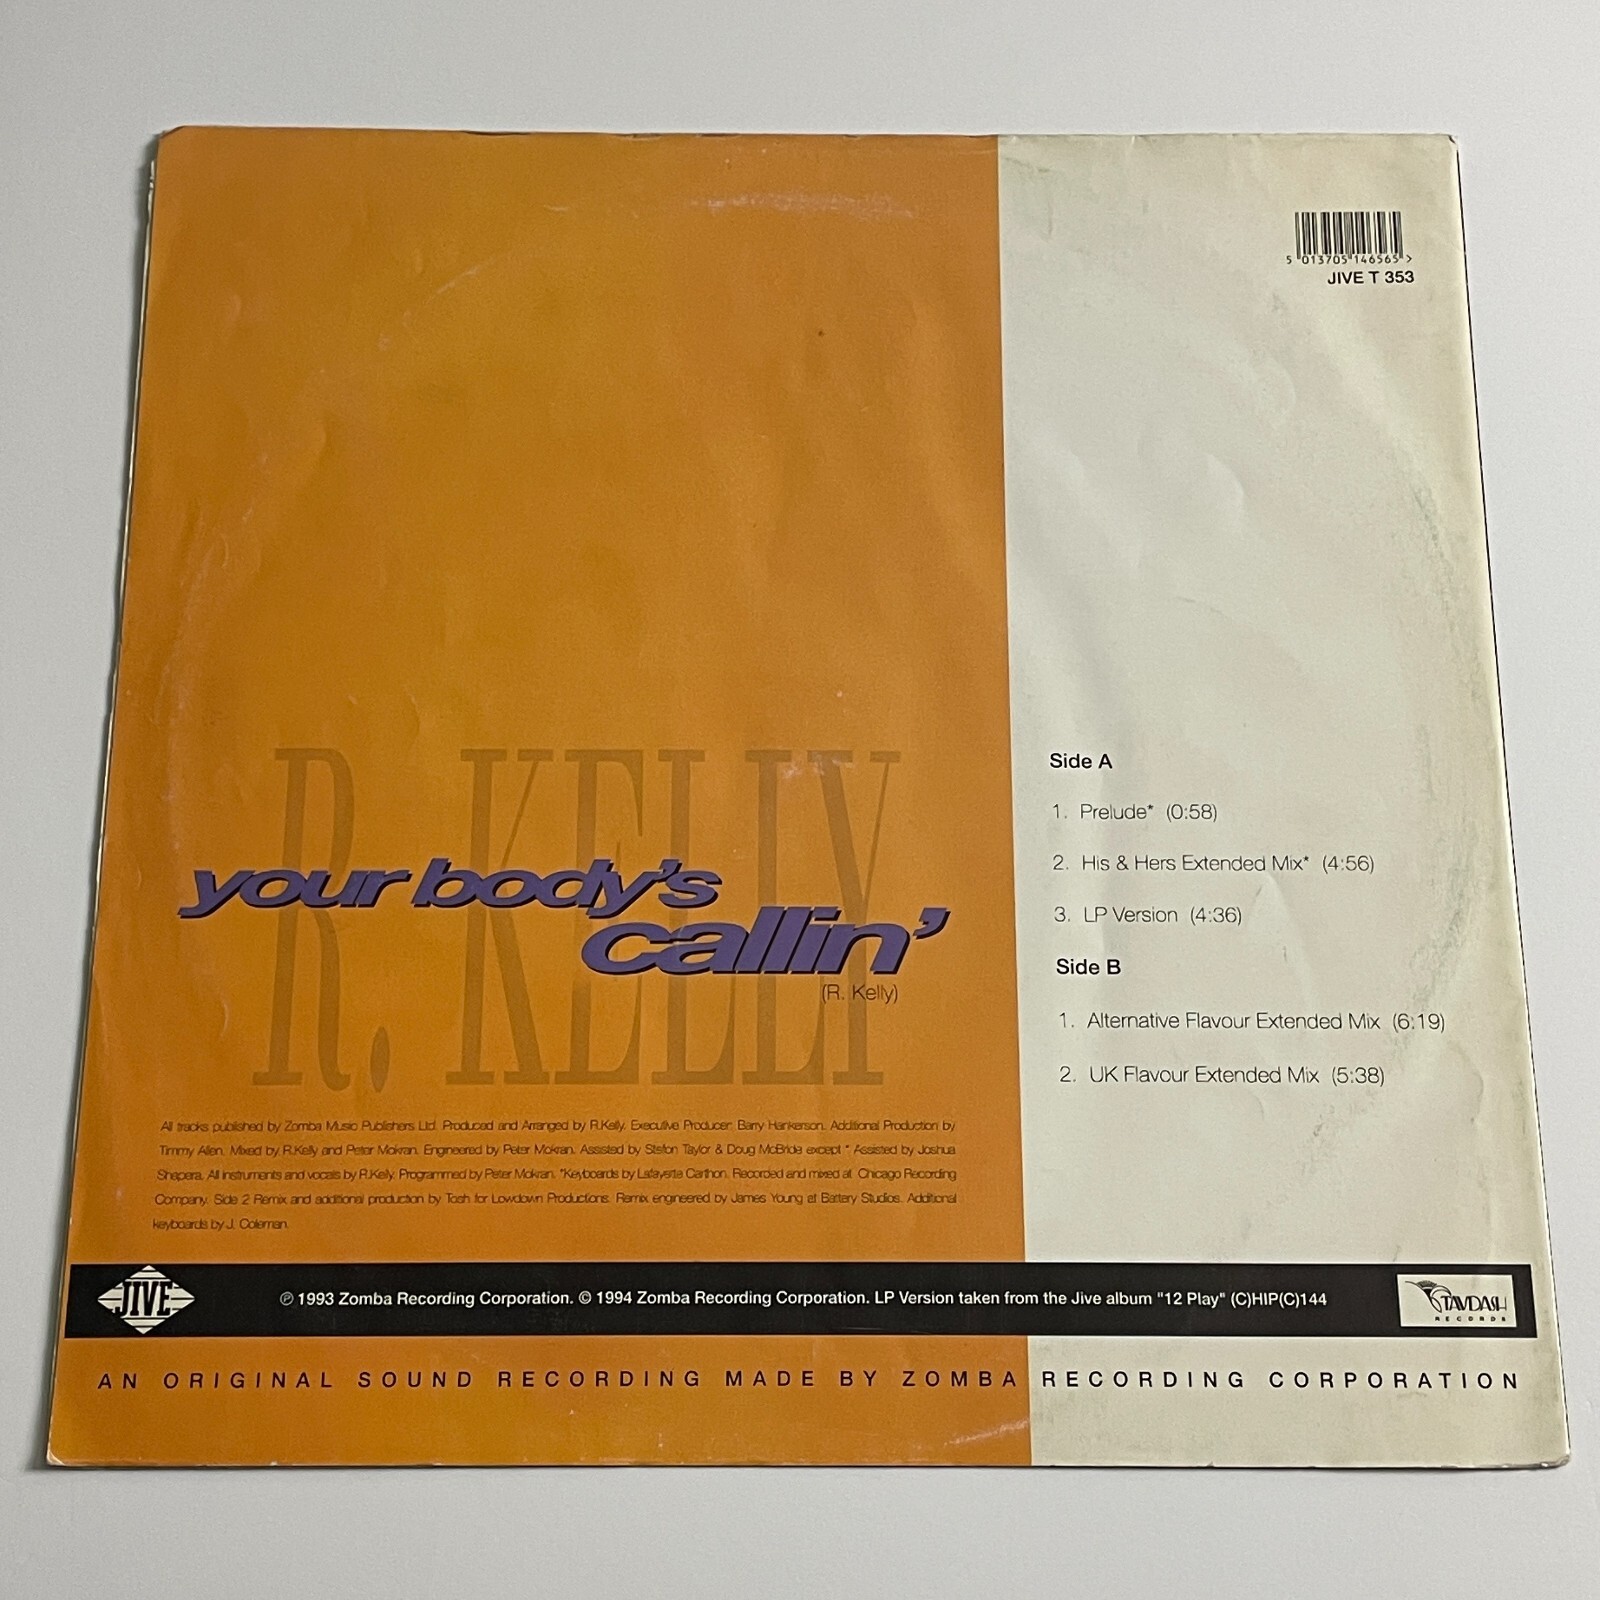 5 013705 146565 >
JIVE T 353
R. KELLY
your body's
callin'
(R. Kelly)
Side A
1. Prelude* (0:58)
2. His & Hers Extended Mix* (4:56)
3. LP Version (4:36)
Side B
1. Alternative Flavour Extended Mix (6:19)
2. UK Flavour Extended Mix (5:38)
All tracks published by Zomba Music Publishers Ltd. Produced and Arranged by R.Kelly. Executive Producer: Barry Hankerson. Additional Production by
Timmy Allen. Mixed by R.Kelly and Peter Mokran. Engineered by Peter Mokran. Assisted by Stefon Taylor & Doug McBride except * Assisted by Joshua
Shapera. All instruments and vocals by R.Kelly. Programmed by Peter Mokran. *Keyboards by Lafayette Carthon. Recorded and mixed at Chicago Recording
Company. Side 2 Remix and additional production by Tosh for Lowdown Productions. Remix engineered by James Young at Battery Studios. Additional
keyboards by J. Coleman.
JIVE
℗ 1993 Zomba Recording Corporation. © 1994 Zomba Recording Corporation. LP Version taken from the Jive album "12 Play" (C)HIP(C)144
TAVDASH
RECORDS
AN ORIGINAL SOUND RECORDING MADE BY ZOMBA RECORDING CORPORATION